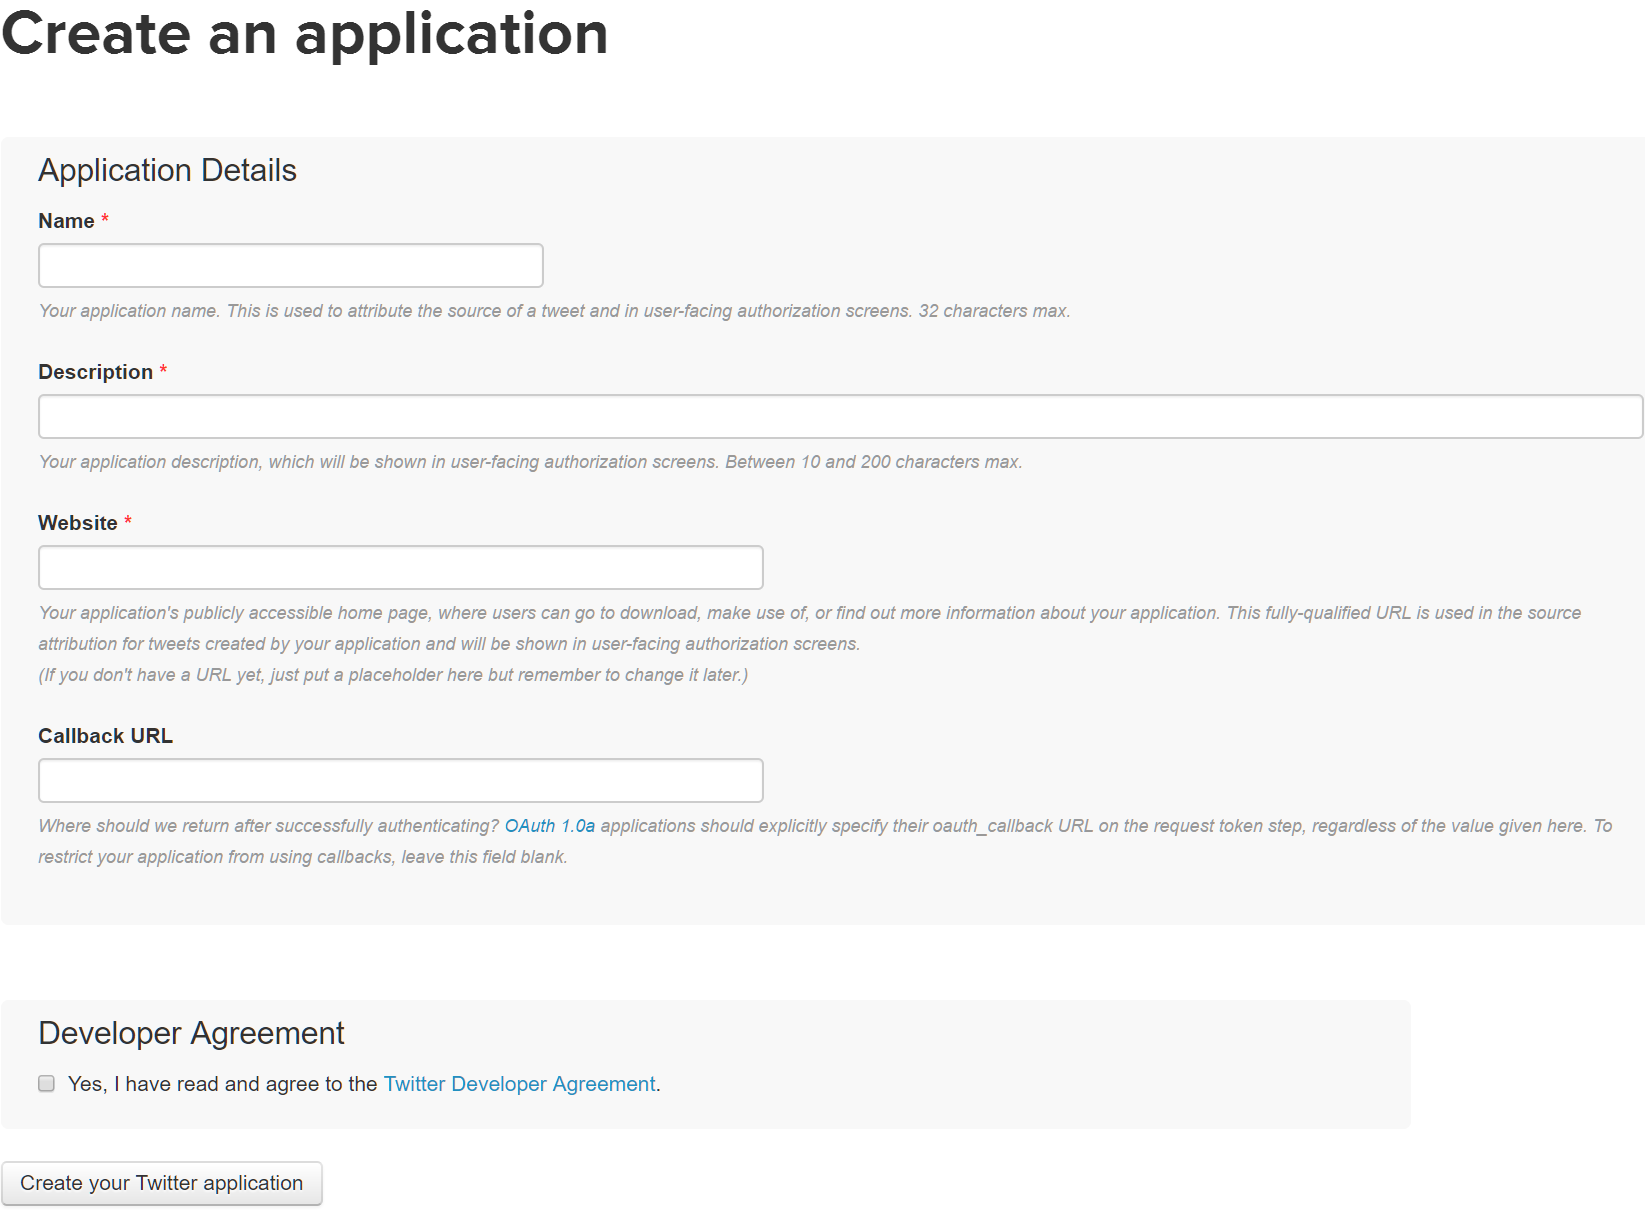 Create an application
Application Details
Name *
Your application name. This is used to attribute the source of a tweet and in user-facing authorization screens. 32 characters max.
Description *
Your application description, which will be shown in user-facing authorization screens. Between 10 and 200 characters max.
Website *
Your application's publicly accessible home page, where users can go to download, make use of, or find out more information about your application. This fully-qualified URL is used in the source
attribution for tweets created by your application and will be shown in user-facing authorization screens.
(If you don't have a URL yet, just put a placeholder here but remember to change it later.)
Callback URL
Where should we return after successfully authenticating? OAuth 1.0a applications should explicitly specify their oauth_callback URL on the request token step, regardless of the value given here. To
restrict your application from using callbacks, leave this field blank.
Developer Agreement
Yes, I have read and agree to the Twitter Developer Agreement.
Create your Twitter application